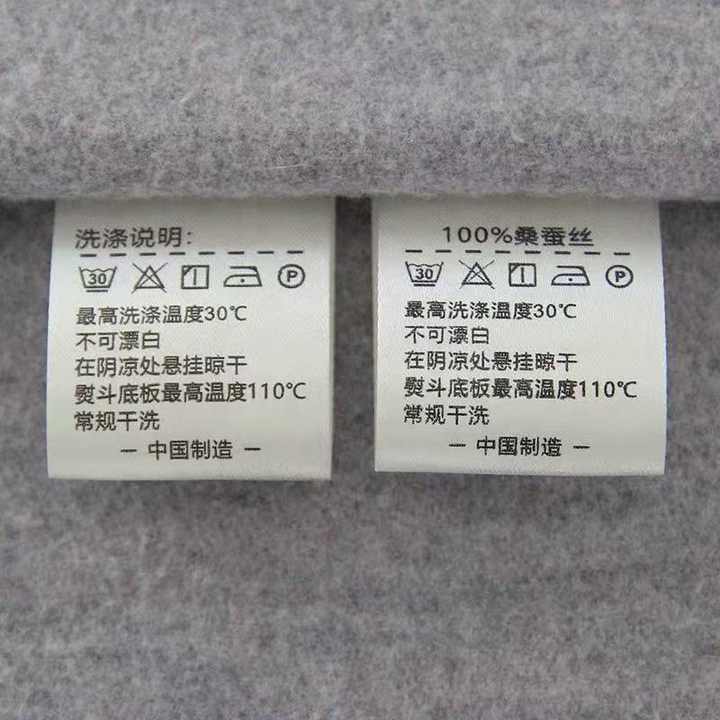 洗涤说明:
30 P
最高洗涤温度30℃
不可漂白
在阴凉处悬挂晾干
熨斗底板最高温度110℃
常规干洗
– 中国制造 –
100%桑蚕丝
30 P
最高洗涤温度30℃
不可漂白
在阴凉处悬挂晾干
熨斗底板最高温度110℃
常规干洗
– 中国制造 –